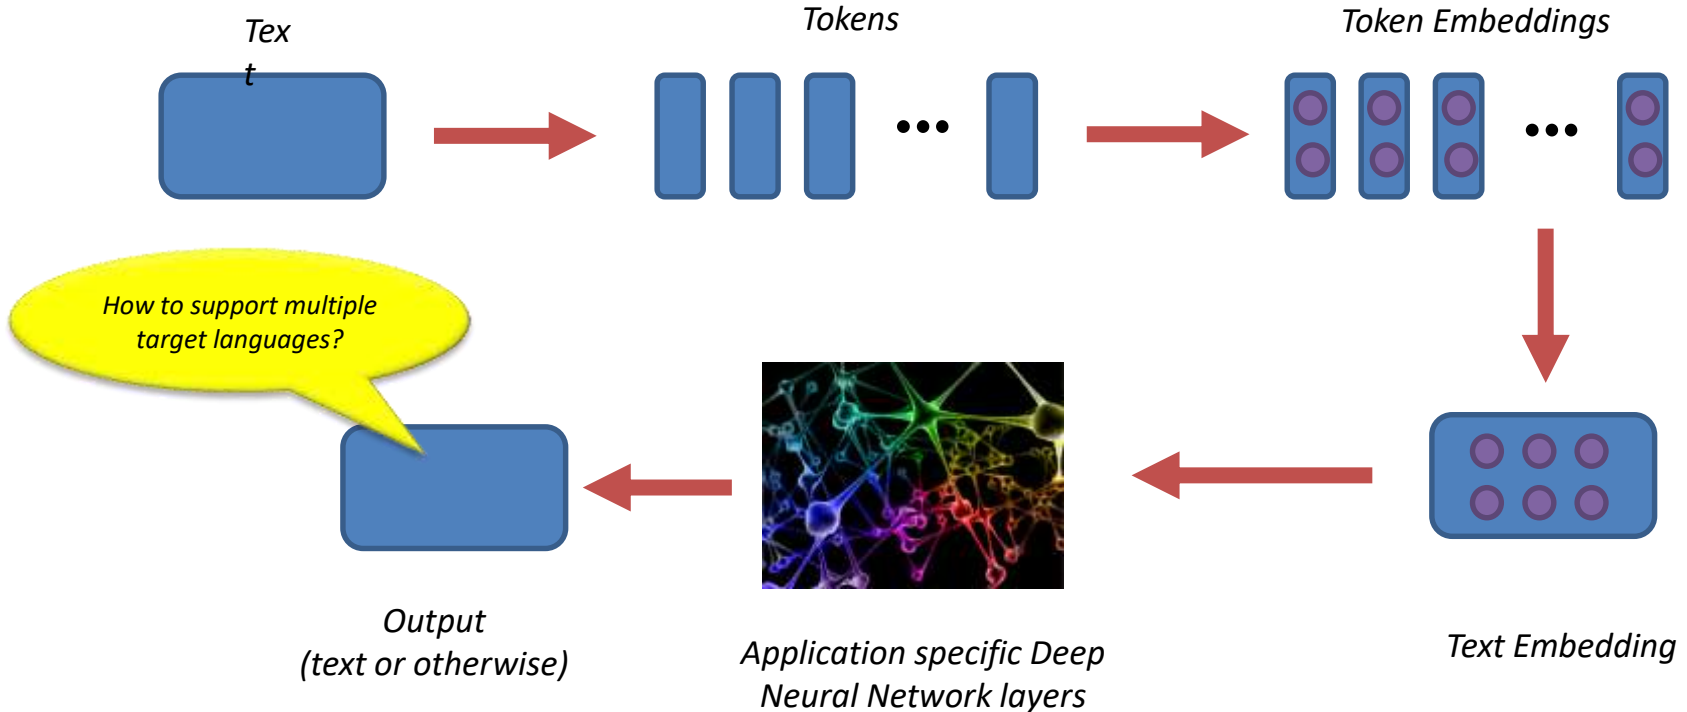 Tex
t
Tokens
Token Embeddings
How to support multiple
target languages?
Output
(text or otherwise)
Application specific Deep
Neural Network layers
Text Embedding